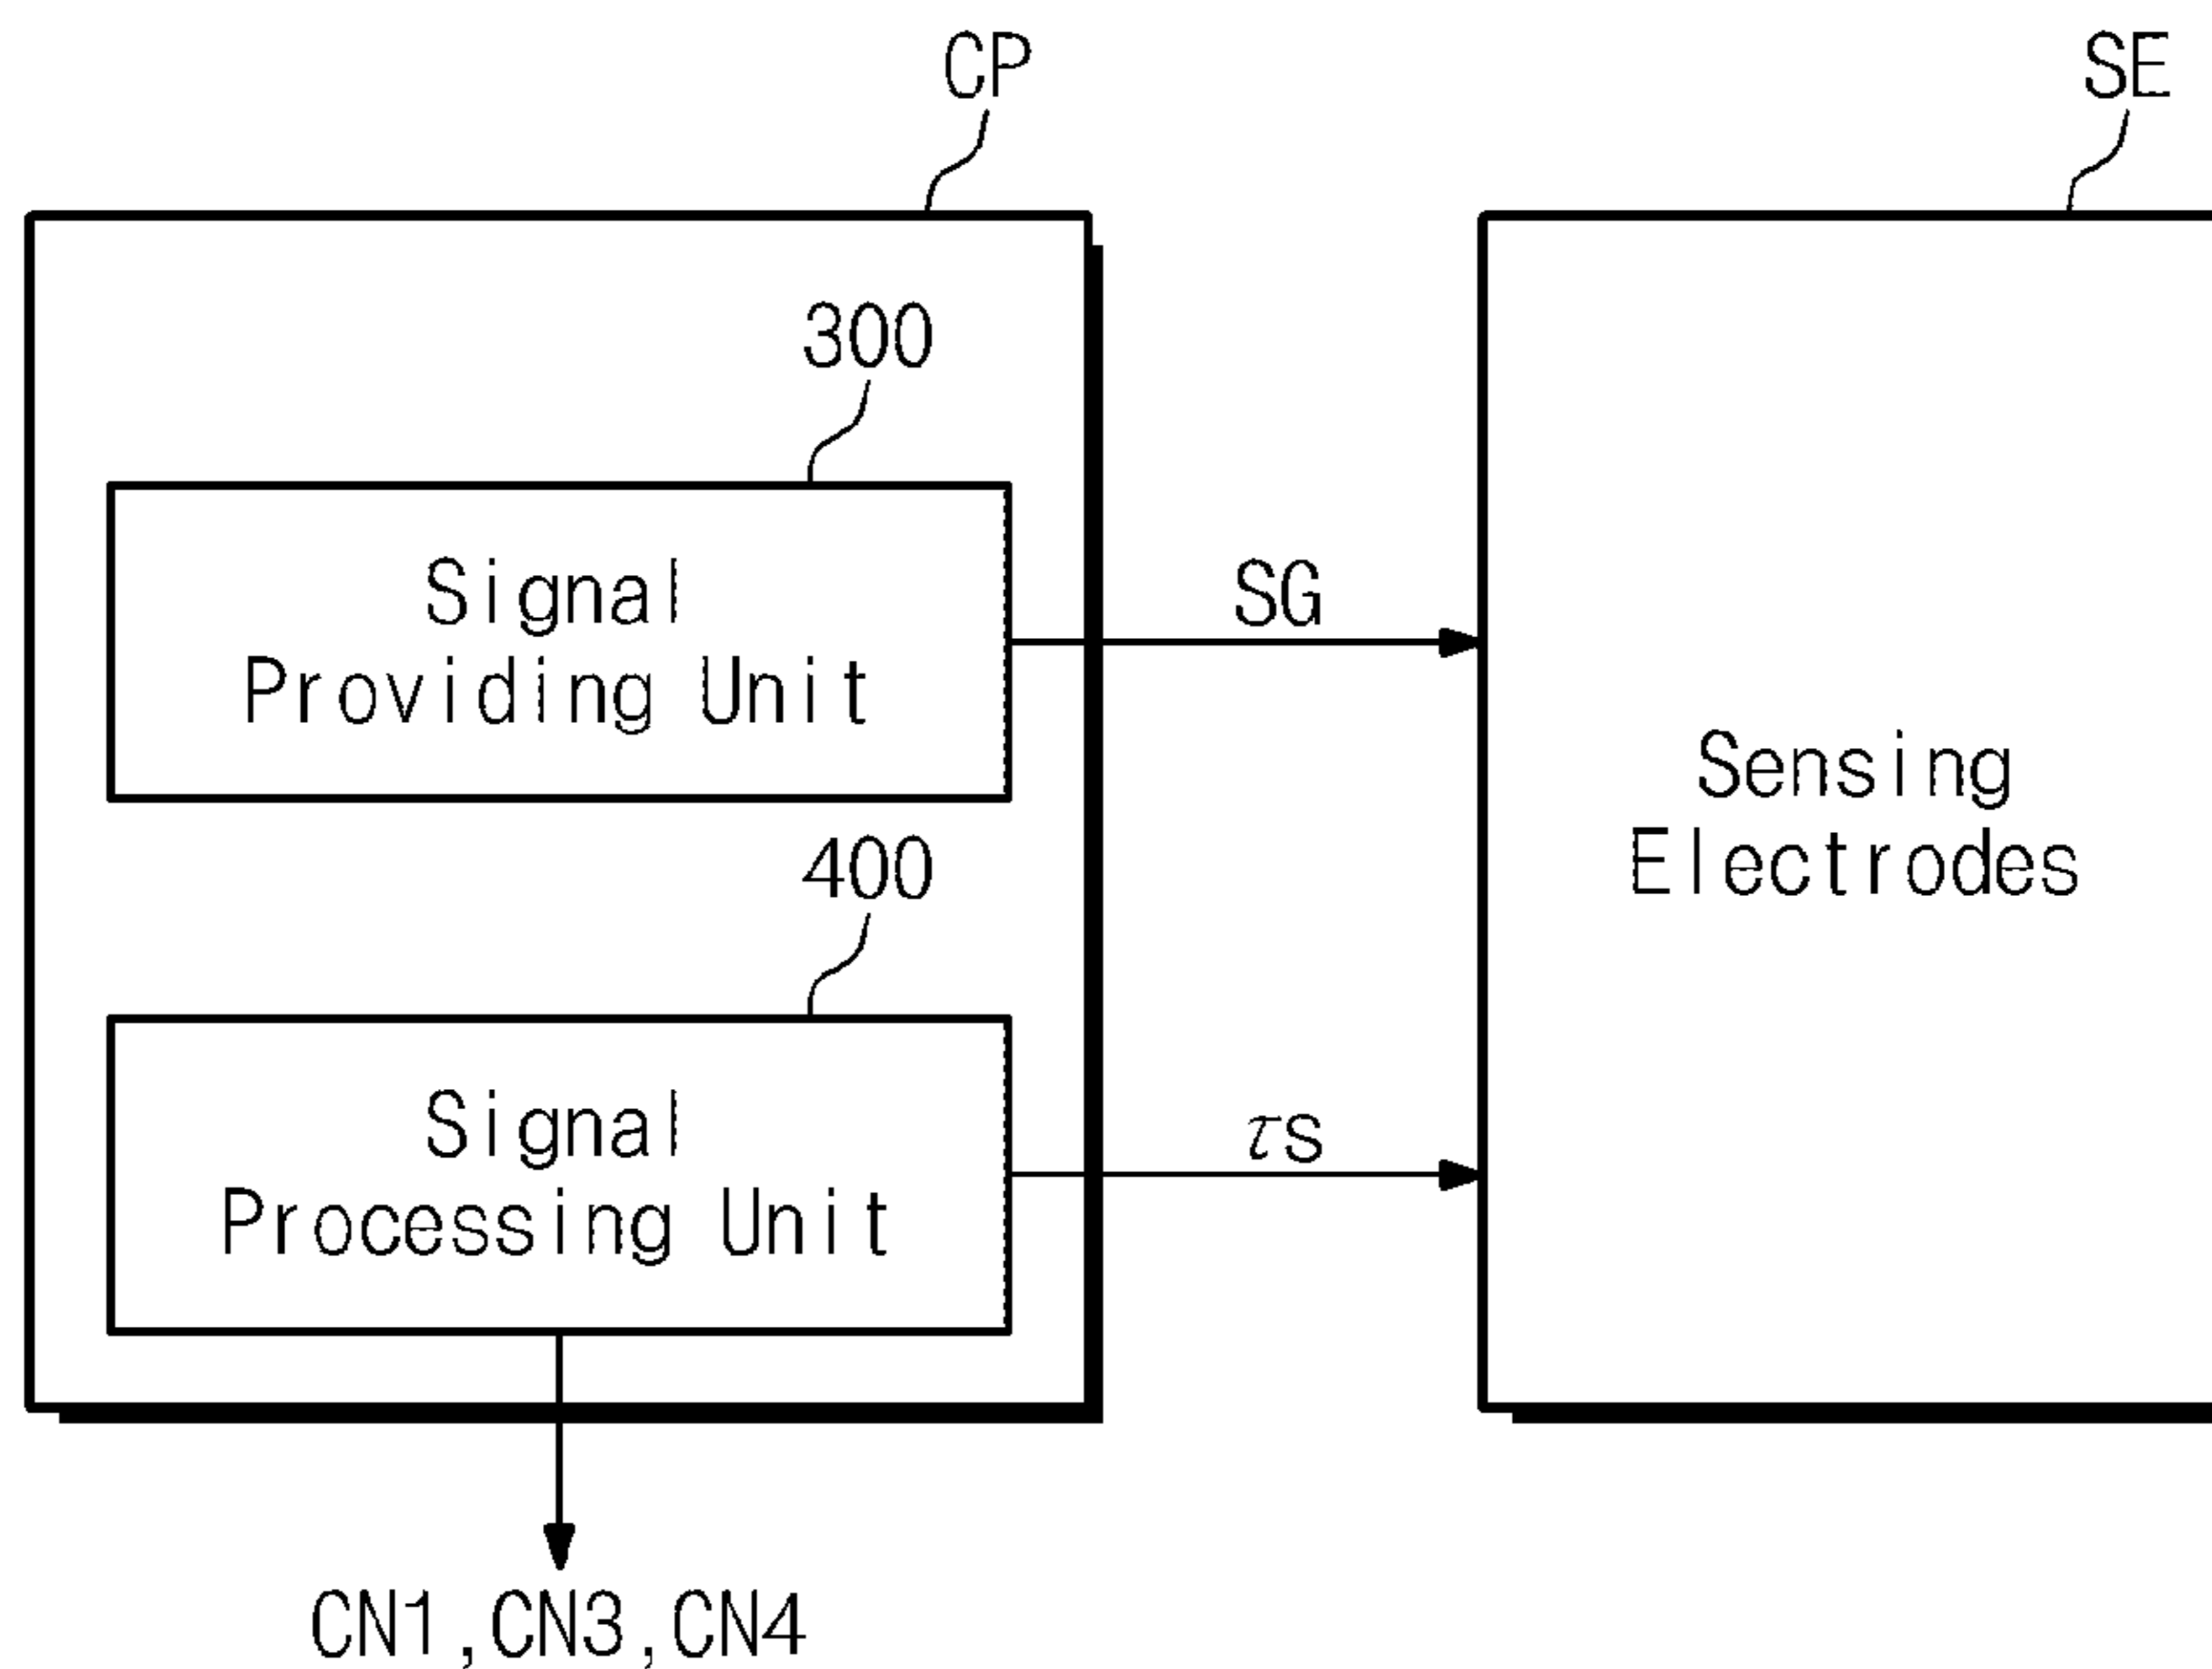 CP
SE
300
Signal
Providing Unit
SG
Sensing
Electrodes
400
Signal
Processing Unit
τs
CN1,CN3,CN4